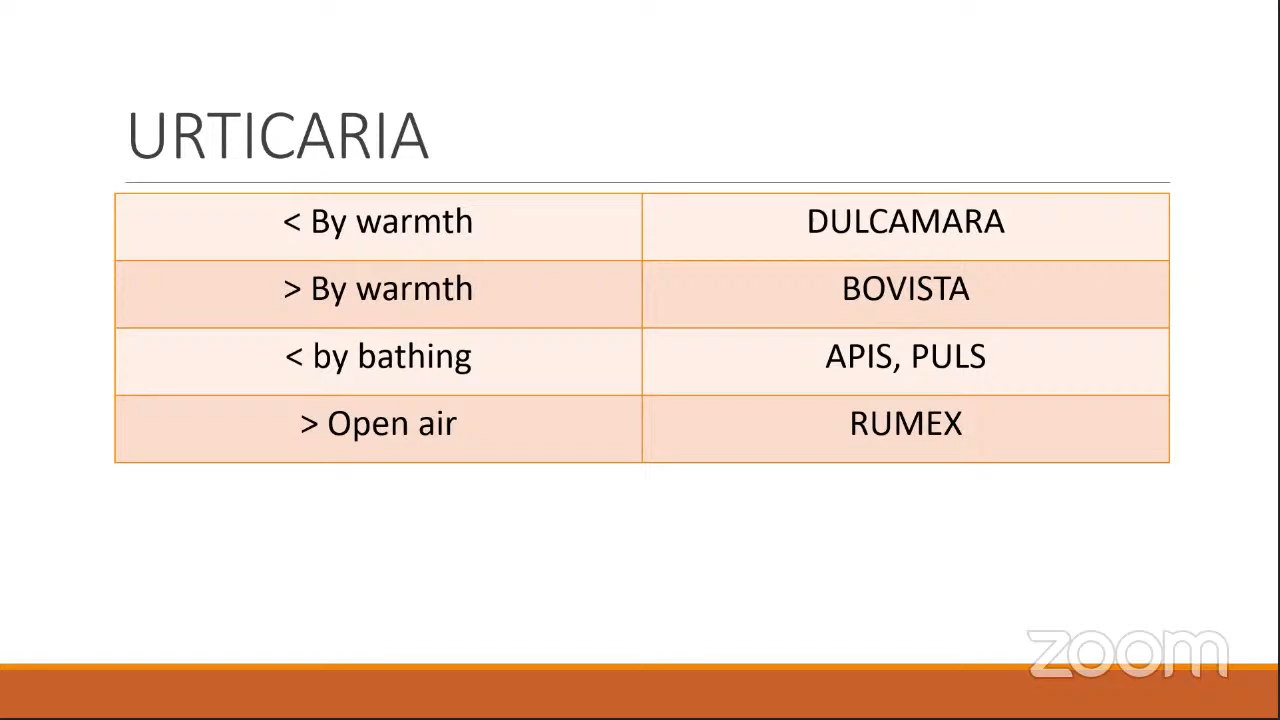 URTICARIA
< By warmth DULCAMARA
> By warmth BOVISTA
< by bathing APIS, PULS
> Open air RUMEX
zoom